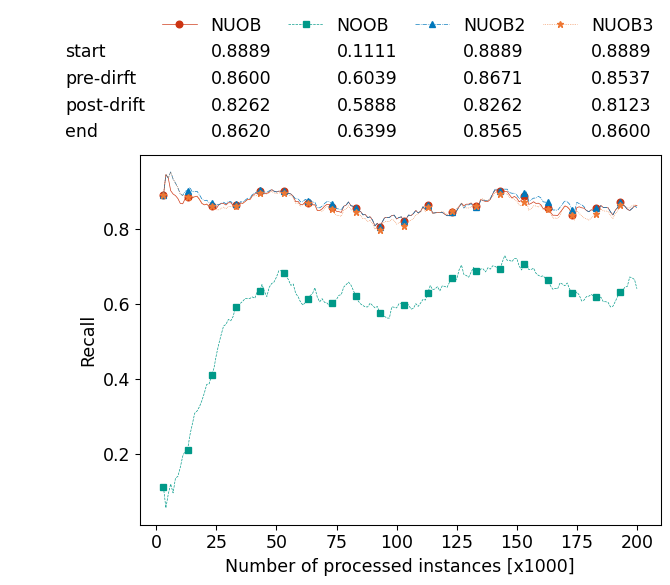 NUOB NOOB NUOB2 NUOB3
start 0.8889 0.1111 0.8889 0.8889
pre-dirft 0.8600 0.6039 0.8671 0.8537
post-drift 0.8262 0.5888 0.8262 0.8123
end 0.8620 0.6399 0.8565 0.8600
0.8
0.6
0.4
0.2
Recall
0 25 50 75 100 125 150 175 200
Number of processed instances [x1000]